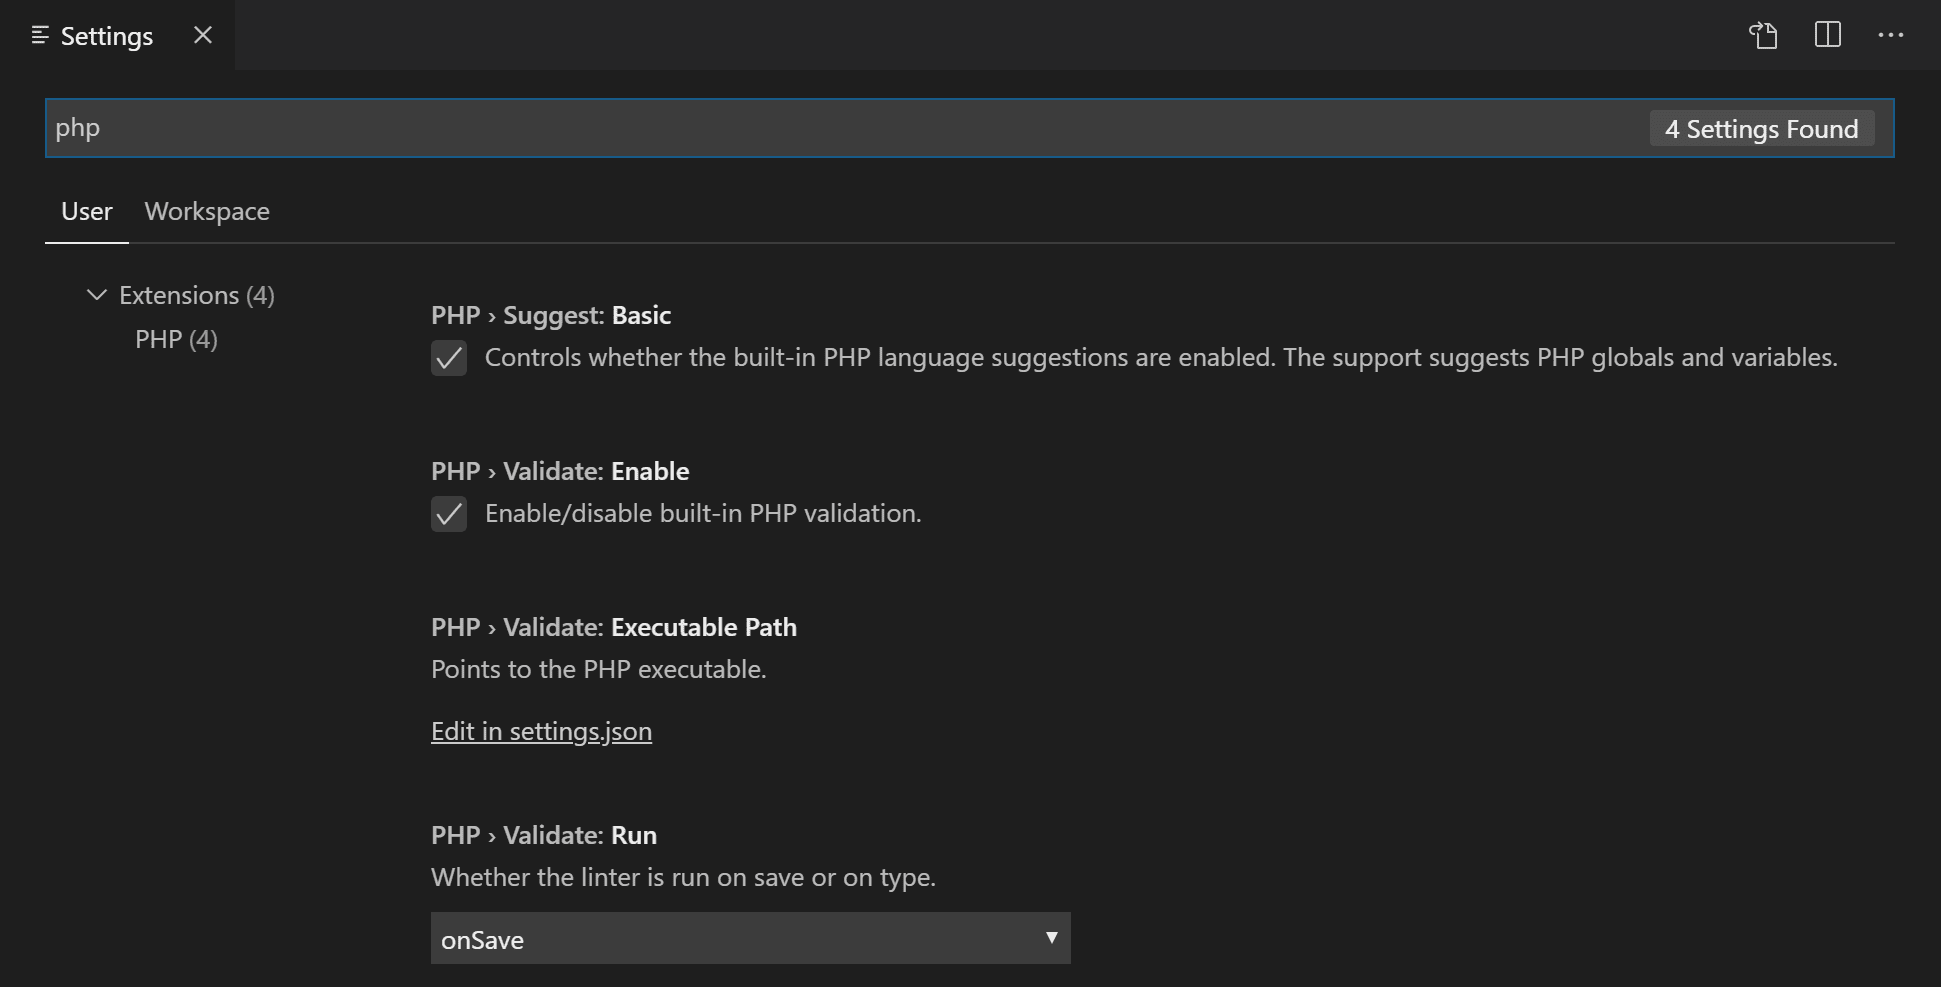 Settings
php
4 Settings Found
User Workspace
Extensions (4)
PHP (4)
PHP › Suggest: Basic
Controls whether the built-in PHP language suggestions are enabled. The support suggests PHP globals and variables.
PHP › Validate: Enable
Enable/disable built-in PHP validation.
PHP › Validate: Executable Path
Points to the PHP executable.
Edit in settings.json
PHP › Validate: Run
Whether the linter is run on save or on type.
onSave